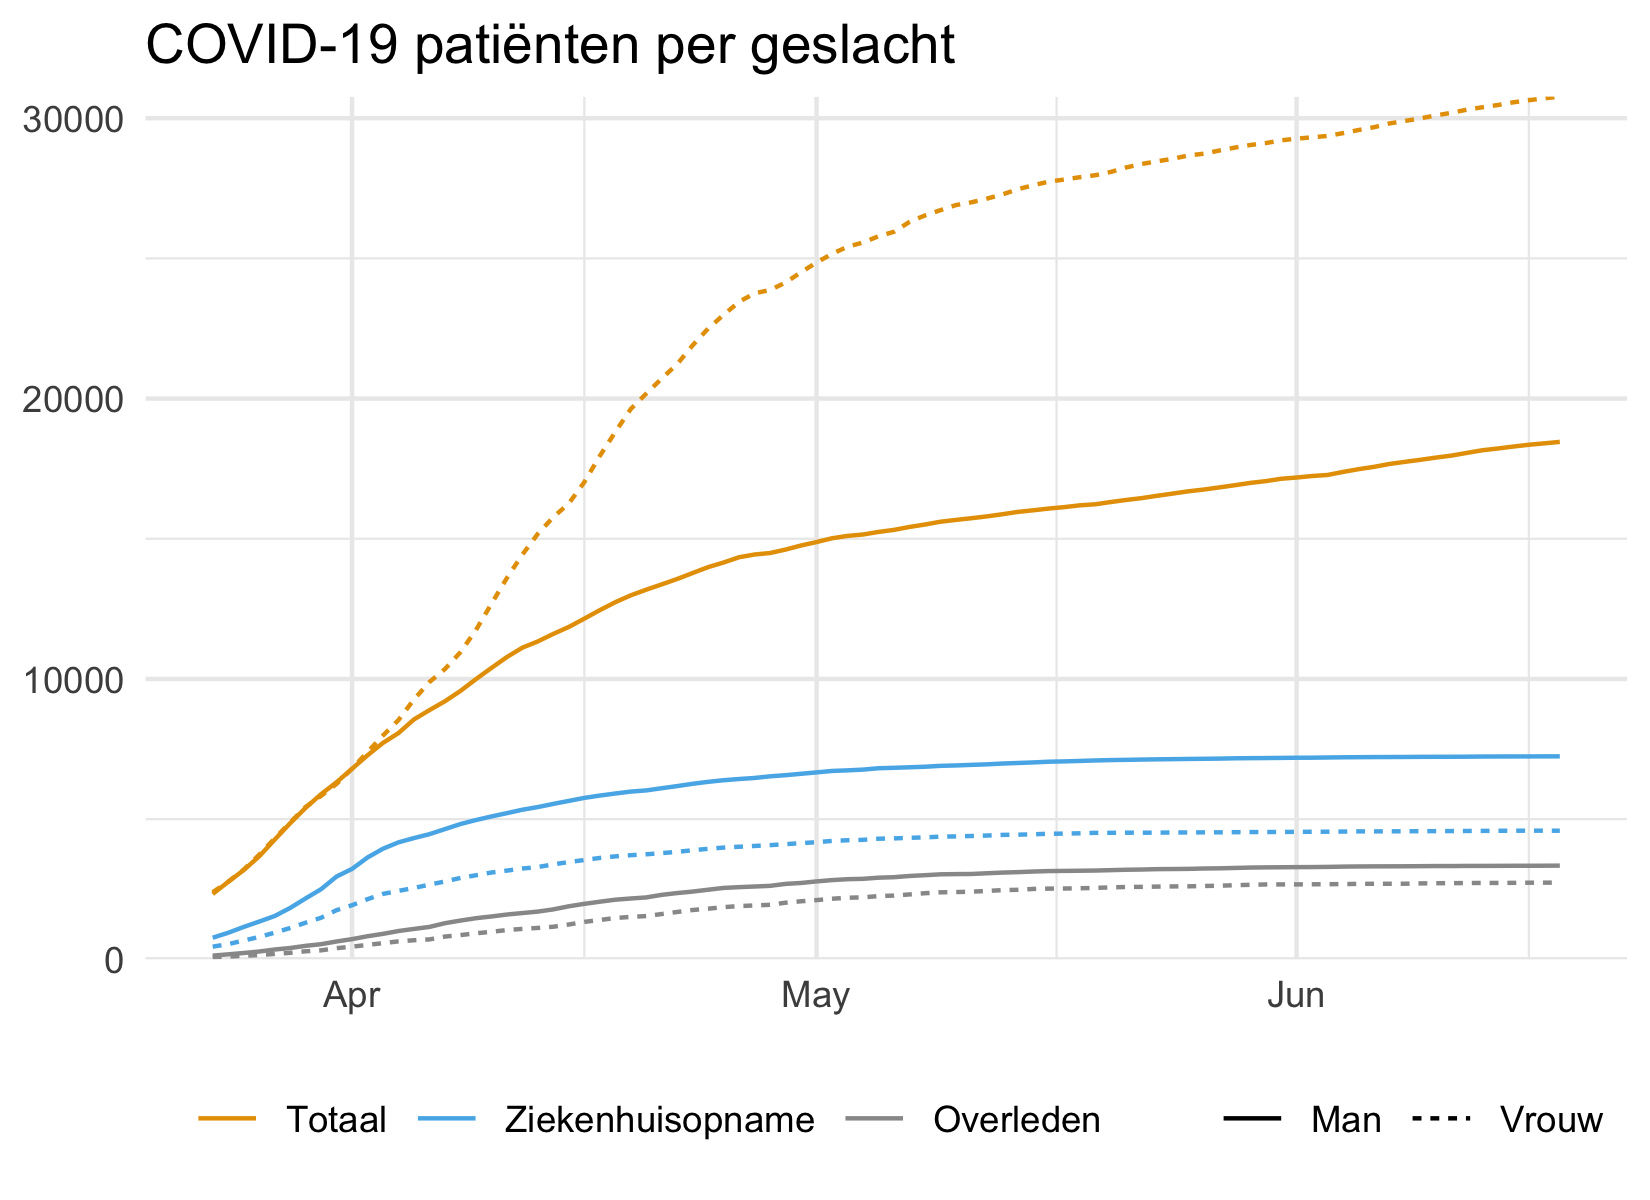 COVID-19 patiënten per geslacht
30000
20000
10000
0
Apr May Jun
Totaal Ziekenhuisopname Overleden Man Vrouw